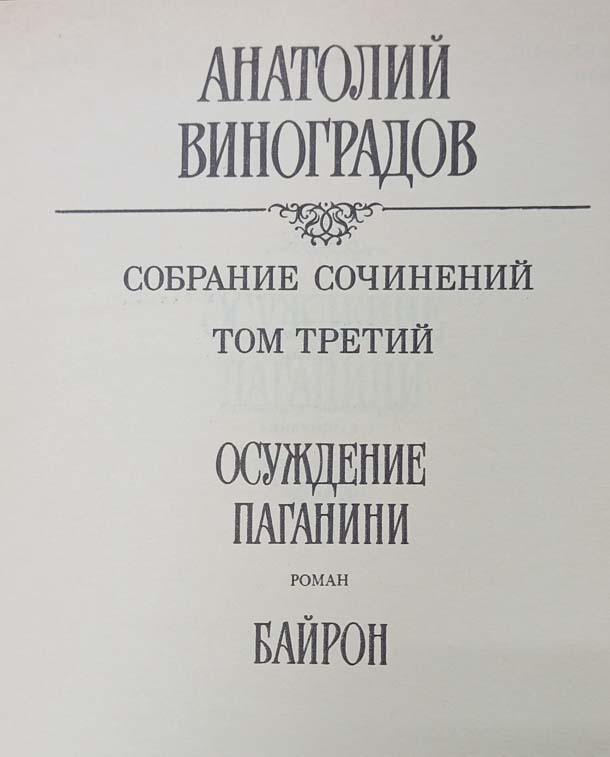 АНАТОЛИЙ
ВИНОГРАДОВ
СОБРАНИЕ СОЧИНЕНИЙ
ТОМ ТРЕТИЙ
ОСУЖДЕНИЕ
ПАГАНИНИ
РОМАН
БАЙРОН